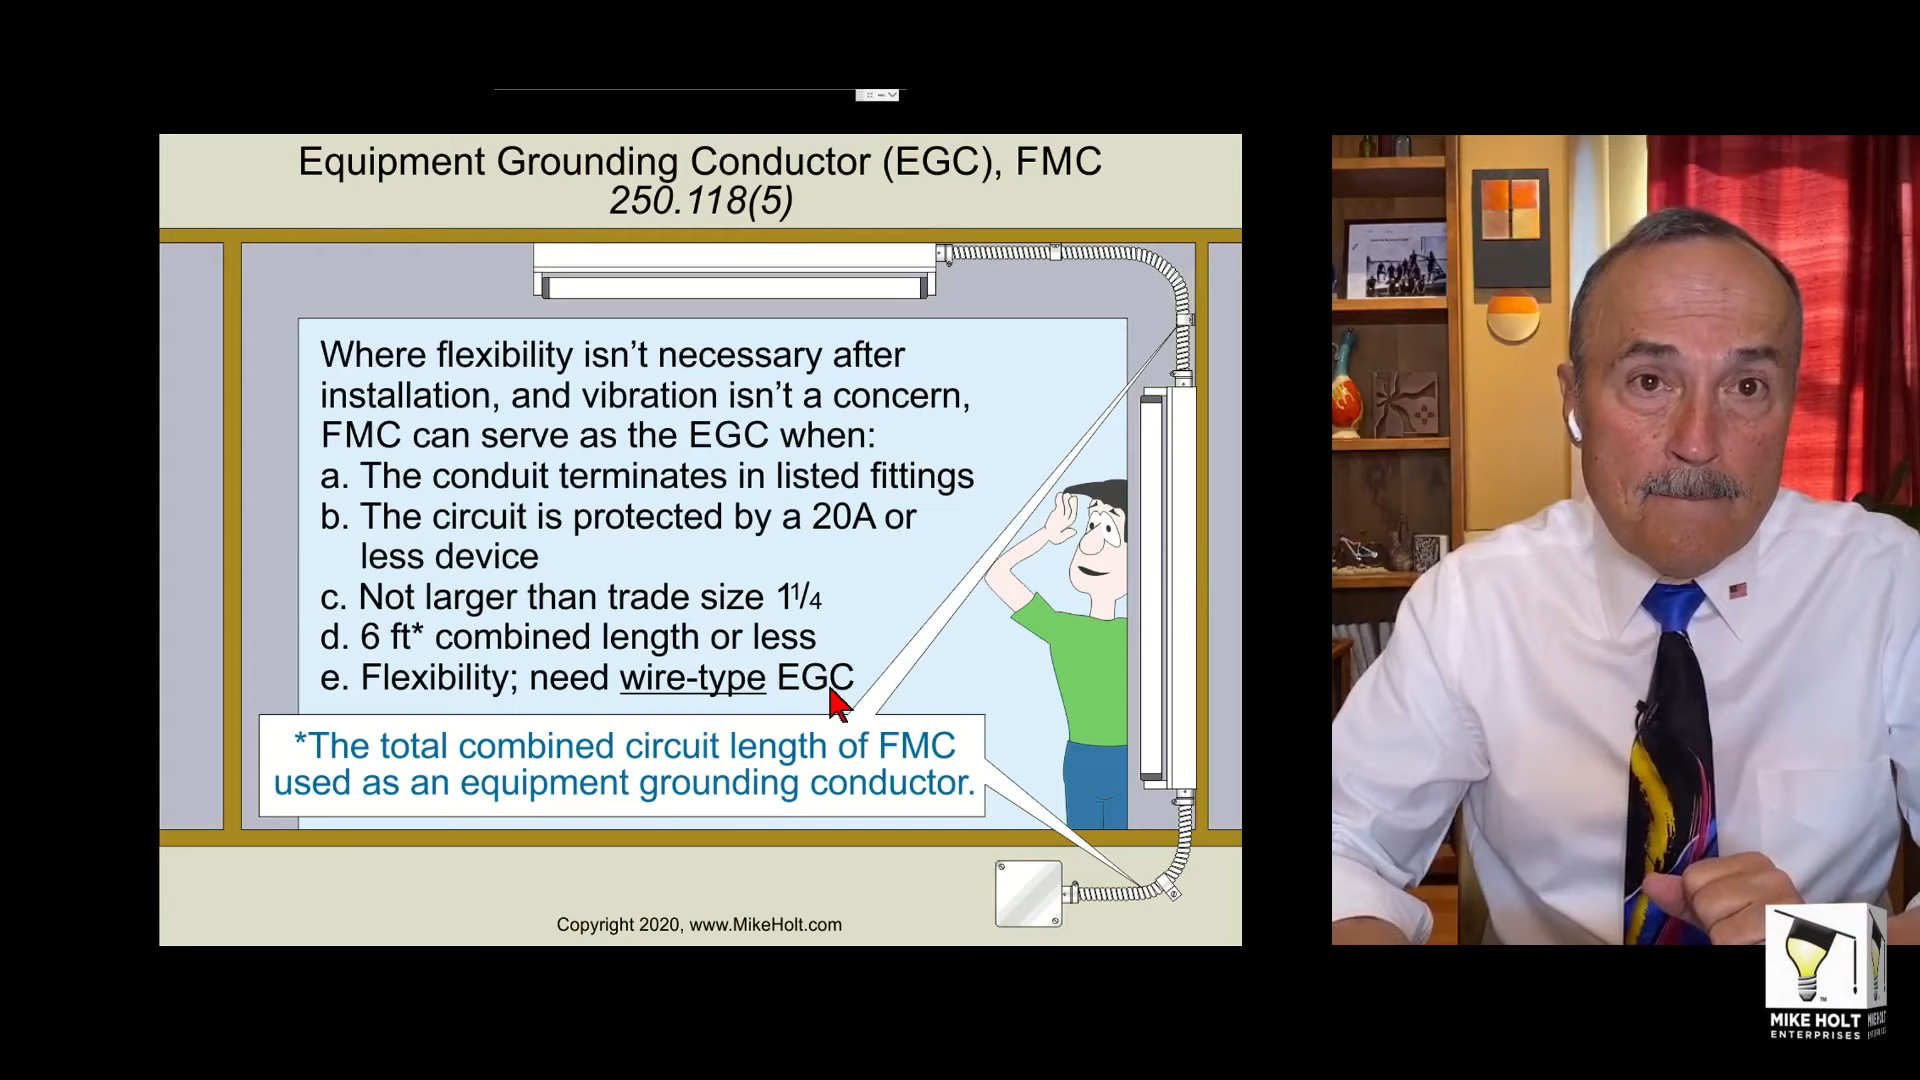 Equipment Grounding Conductor (EGC), FMC
250.118(5)
Where flexibility isn’t necessary after
installation, and vibration isn’t a concern,
FMC can serve as the EGC when:
a. The conduit terminates in listed fittings
b. The circuit is protected by a 20A or
less device
c. Not larger than trade size 1¹/₄
d. 6 ft* combined length or less
e. Flexibility; need wire-type EGC
*The total combined circuit length of FMC
used as an equipment grounding conductor.
Copyright 2020, www.MikeHolt.com
TM
MIKE HOLT
ENTERPRISES